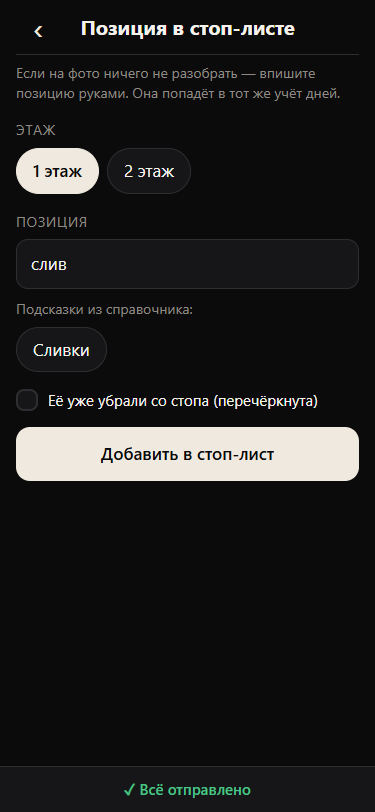 ‹ Позиция в стоп-листе
Если на фото ничего не разобрать — впишите
позицию руками. Она попадёт в тот же учёт дней.
ЭТАЖ
1 этаж 2 этаж
ПОЗИЦИЯ
слив
Подсказки из справочника:
Сливки
Её уже убрали со стопа (перечёркнута)
Добавить в стоп-лист
✓ Всё отправлено